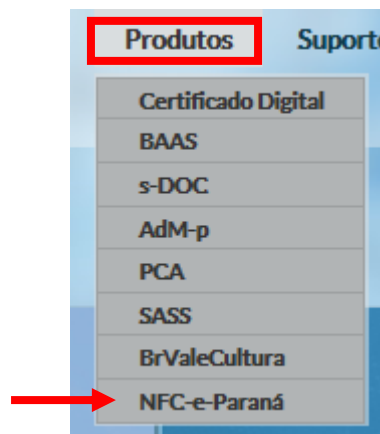 Produtos Suporte
Certificado Digital
BAAS
s-DOC
AdM-p
PCA
SASS
BrValeCultura
NFC-e-Paraná